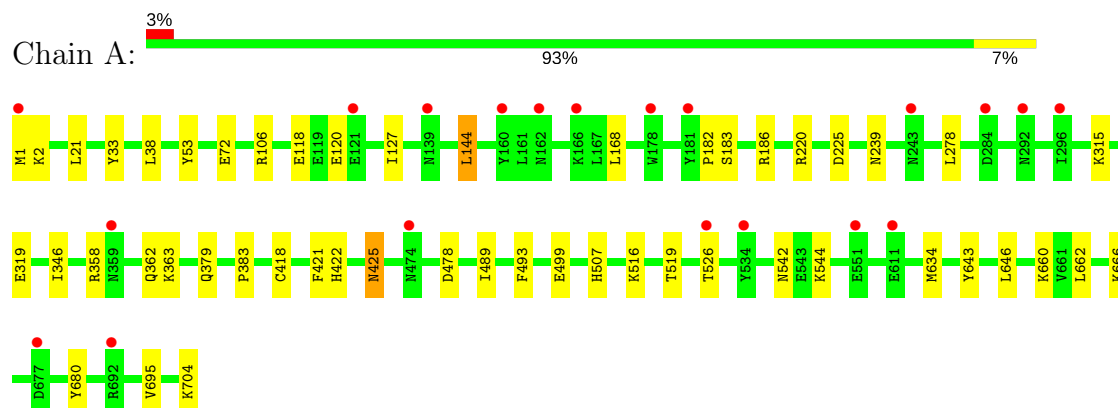 3%
Chain A:
93% 7%
M1 K2 L21 Y33 L38 Y53 E72 R106 E118 E119 E120 E121 I127 N139 L144 Y160 L161 N162 K166 L167 L168 W178 Y181 P182 S183 R186 R220 D225 N239 N243 L278 D284 N292 I296 K315
E319 I346 R358 N359 Q362 K363 Q379 P383 C418 F421 H422 N425 N474 D478 I489 F493 E499 H507 K516 T519 T526 Y534 N542 E543 K544 E551 E611 M634 Y643 L646 K660 V661 L662 K666
D677 Y680 R692 V695 K704